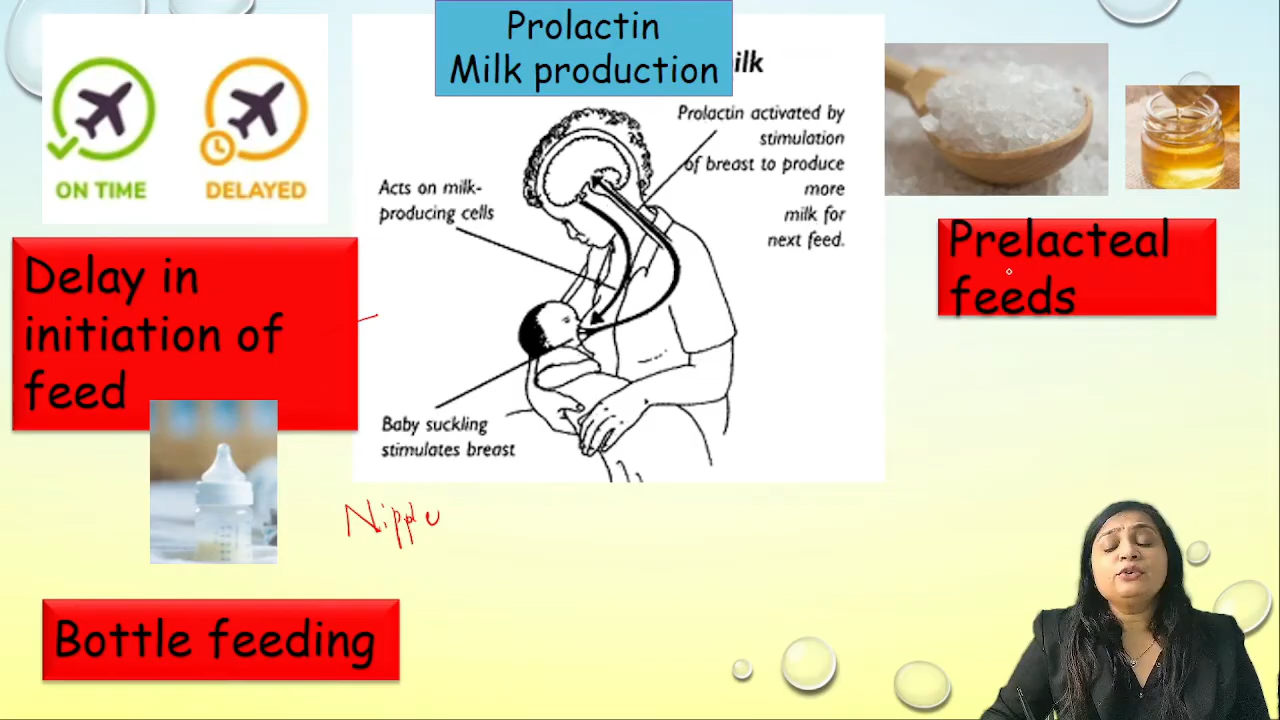 Prolactin
Milk production
ilk
ON TIME
DELAYED
Prolactin activated by
stimulation
of breast to produce
more
milk for
next feed.
Acts on milk-
producing cells
Prelacteal
feeds
Delay in
initiation of
feed
Baby suckling
stimulates breast
Nipple
Bottle feeding